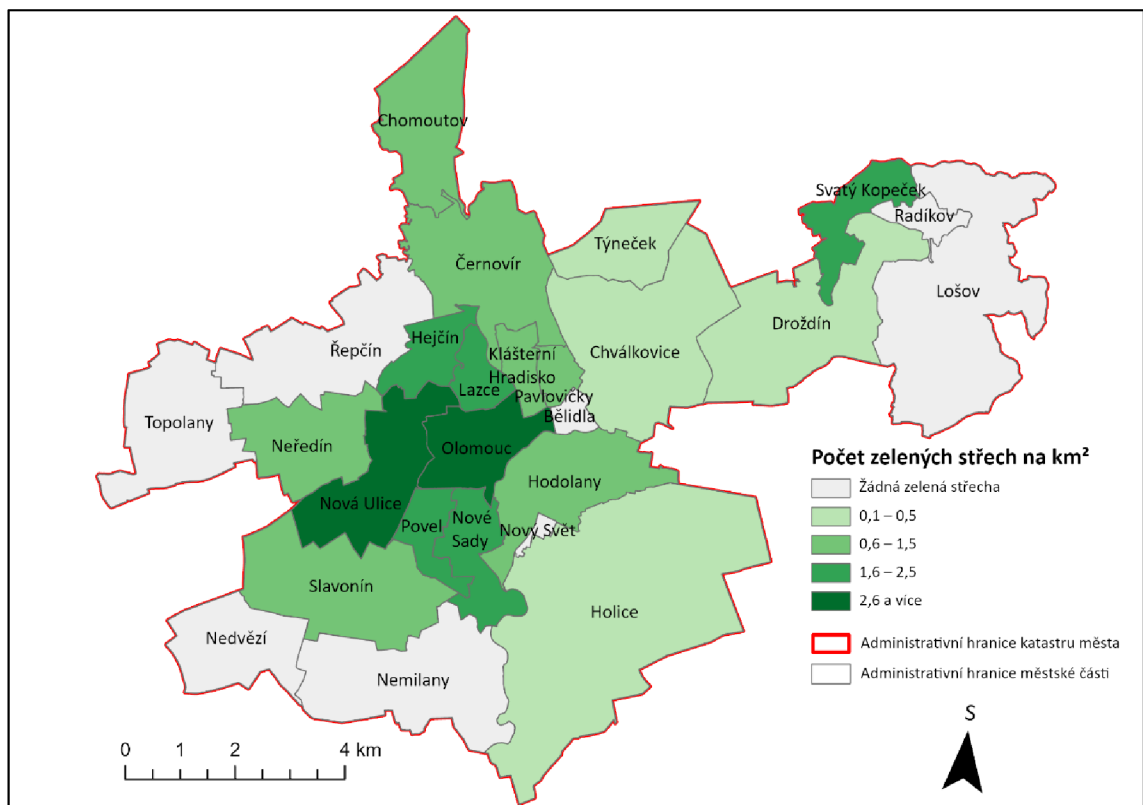 Chomoutov
Svatý Kopeček
Radíkov
Týneček
Černovír
Lošov
Droždín
Hejčín
Řepčín
Klášterní
Hradisko
Chválkovice
Lazce
Pavlovičky
Bělidla
Topolany
Neředín
Olomouc
Hodolany
Nová Ulice
Povel
Nové
Sady
Nový Svět
Slavonín
Holice
Nedvězí
Nemilany
Počet zelených střech na km²
Žádná zelená střecha
0,1 – 0,5
0,6 – 1,5
1,6 – 2,5
2,6 a více
Administrativní hranice katastru města
Administrativní hranice městské části
S
0 1 2 4 km